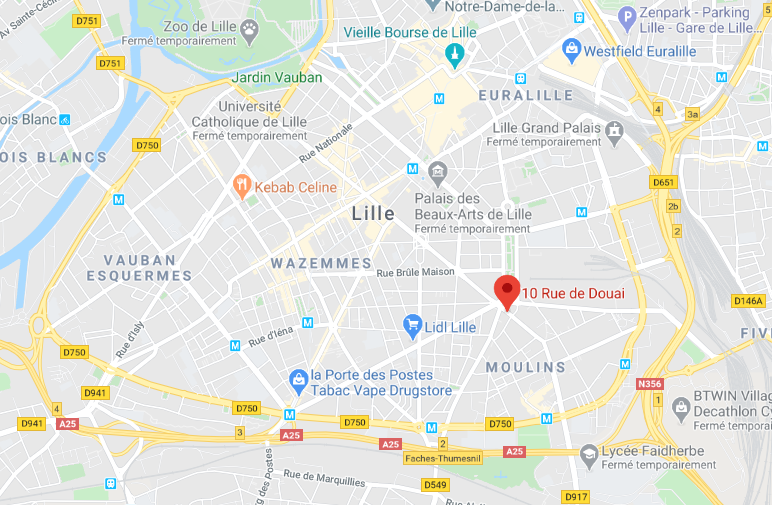 Notre-Dame-de-la...
Av Sainte-Cécile
D751
Zoo de Lille
Fermé temporairement
Vieille Bourse de Lille
Zenpark - Parking
Lille - Gare de Lille...
5
Westfield Euralille
D751
Jardin Vauban
M
EURALILLE
Université
Catholique de Lille
Fermé temporairement
4
3a
Bois Blanc
Rue Nationale
Lille Grand Palais
Fermé temporairement
D750
M
BOIS BLANCS
M
Kebab Celine
D651
M
Palais des
Beaux-Arts de Lille
Fermé temporairement
Lille
M
2b
2
VAUBAN
ESQUERMES
WAZEMMES
Rue Brûle Maison
10 Rue de Douai
D146A
Rue d'Isly
Rue d'Iéna
M
Lidl Lille
M
D750
MOULINS
la Porte des Postes
Tabac Vape Drugstore
N356
D941
4
D750
M
BTWIN Village
Decathlon
Fermé temporairement
1
D941
A25
3
A25
D750
M
D750
M
A25
2
A25
Faches-Thumesnil
Lycée Faidherbe
Fermé temporairement
Rue de Marquillies
D549
D917
M